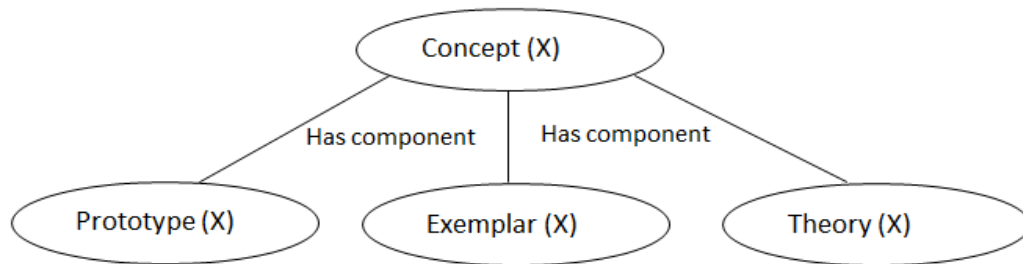 Concept (X)
Has component
Has component
Prototype (X)
Exemplar (X)
Theory (X)